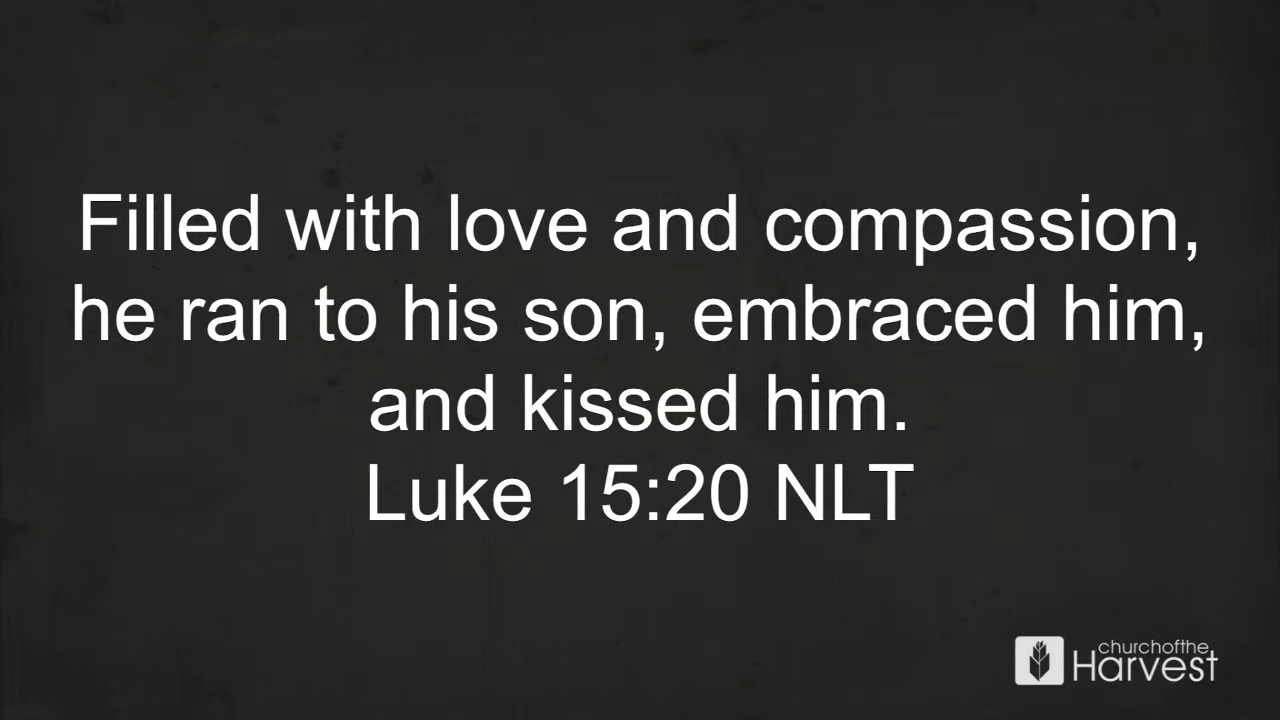 Filled with love and compassion,
he ran to his son, embraced him,
and kissed him.
Luke 15:20 NLT
churchofthe
Harvest